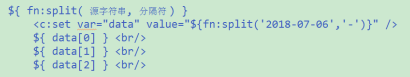 ${ fn:split( 源字符串, 分隔符 ) }
<c:set var="data" value="${fn:split('2018-07-06','-')}" />
${ data[0] } <br/>
${ data[1] } <br/>
${ data[2] } <br/>